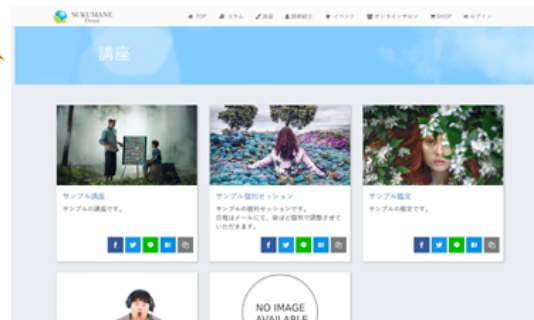 SUKUMANE
Demo
TOP コラム 講座 講師紹介 イベント オンラインサロン SHOP ログイン
講座
サンプル講座
サンプルの講座です。
サンプル個別セッション
サンプルの個別セッションです。
日程はメールにて、後ほど個別で調整させて
いただきます。
サンプル鑑定
サンプルの鑑定です。
NO IMAGE
AVAILABLE